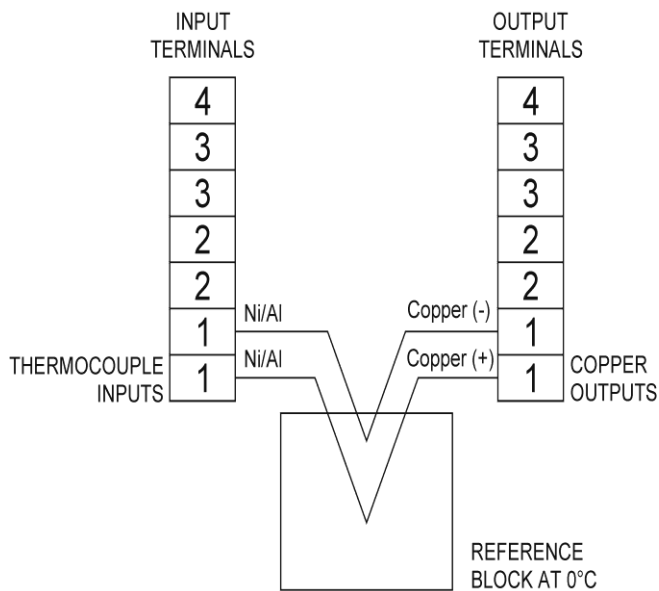 INPUT
TERMINALS
OUTPUT
TERMINALS
4
3
3
2
2
1
1
4
3
3
2
2
1
1
Ni/Al
Copper (-)
Ni/Al
Copper (+)
THERMOCOUPLE
INPUTS
COPPER
OUTPUTS
REFERENCE
BLOCK AT 0°C